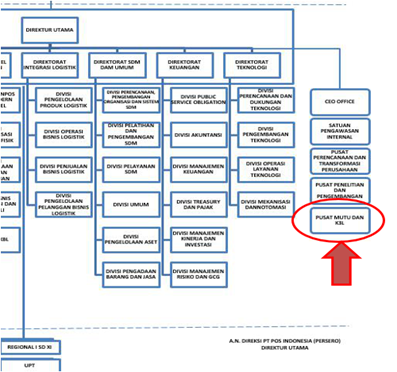 DIREKTUR UTAMA
DIREKTORAT
INTEGRASI LOGISTIK
DIREKTORAT SDM
DAM UMUM
DIREKTORAT
KEUANGAN
DIREKTORAT
TEKNOLOGI
DIVISI
PENGELOLAAN
PRODUK LOGISTIK
DIVISI OPERASI
BISNIS LOGISTIK
DIVISI PENJUALAN
BISNIS LOGISTIK
DIVISI
PENGELOLAAN
PELANGGAN BISVIS
LOGISTIK
DIVISI PERENCANAAN,
PENGEMBANGAN
ORGANISASI DAN SISTEM
SDM
DIVISI
PELATIHAN
DAN
PENGEMBANGAN
SDM
DIVISI PELAYANAN
SDM
DIVISI UMUM
DIVISI
PENGELOLAAN ASET
DIVISI PENGADAAN
BARANG DAN JASA
DIVISI PUBLIC
SERVICE OBLIGATION
DIVISI AKUNTANSI
DIVISI MANAJEMEN
KEUANGAN
DIVISI TREASURY
DAN PAJAK
DIVISI MANAJEMEN
KINERJA DAN
INVESTASI
DIVISI MANAJEMEN
RISIKO DAN GCG
DIVISI
PERENCANAAN DAN
DUKUNGAN
TEKNOLOGI
DIVISI
PENGEMBANGAN
TEKNOLOGI
DIVISI OPERASI
LAYANAN
TEKNOLOGI
DIVISI MEKANISASI
DANNOTOMASI
CEO OFFICE
SATUAN
PENGAWASAN
INTERNAL
PUSAT
PERENCANAAN DAN
TRANSFORMASI
PERUSAHAAN
PUSAT PENELITIAN
DAN
PENGEMBANGAN
PUSAT MUTU DAN
KSL
REGIONAL I SD XI
UPT
A.N. DIREKSI PT POS INDONESIA (PERSERO)
DIREKTUR UTAMA